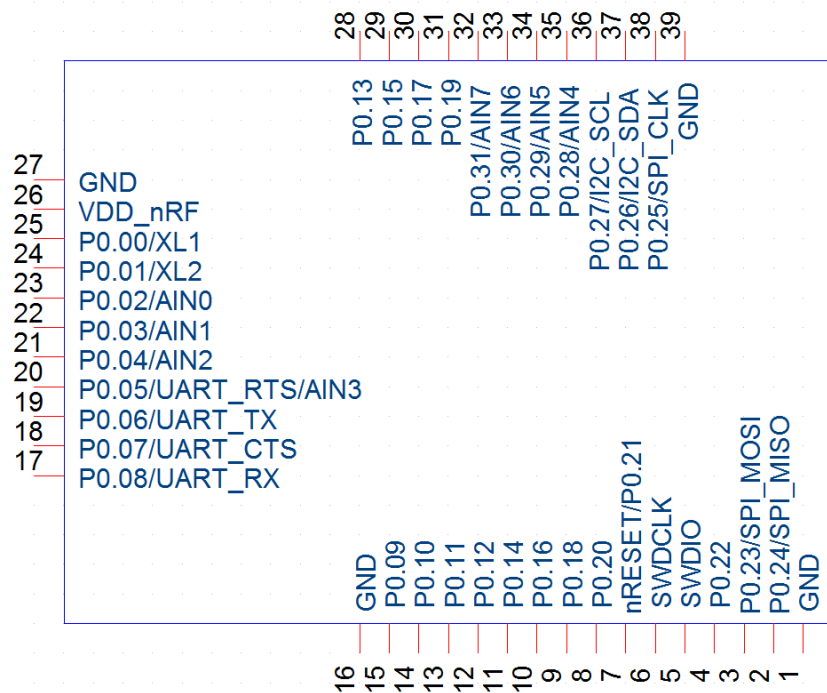 28
29
30
31
32
33
34
35
36
37
38
39
P0.13
P0.15
P0.17
P0.19
P0.31/AIN7
P0.30/AIN6
P0.29/AIN5
P0.28/AIN4
P0.27/I2C_SCL
P0.26/I2C_SDA
P0.25/SPI_CLK
GND
27
GND
26
VDD_nRF
25
P0.00/XL1
24
P0.01/XL2
23
P0.02/AIN0
22
P0.03/AIN1
21
P0.04/AIN2
20
P0.05/UART_RTS/AIN3
19
P0.06/UART_TX
18
P0.07/UART_CTS
17
P0.08/UART_RX
GND
P0.09
P0.10
P0.11
P0.12
P0.14
P0.16
P0.18
P0.20
nRESET/P0.21
SWDCLK
SWDIO
P0.22
P0.23/SPI_MOSI
P0.24/SPI_MISO
GND
16
15
14
13
12
11
10
9
8
7
6
5
4
3
2
1